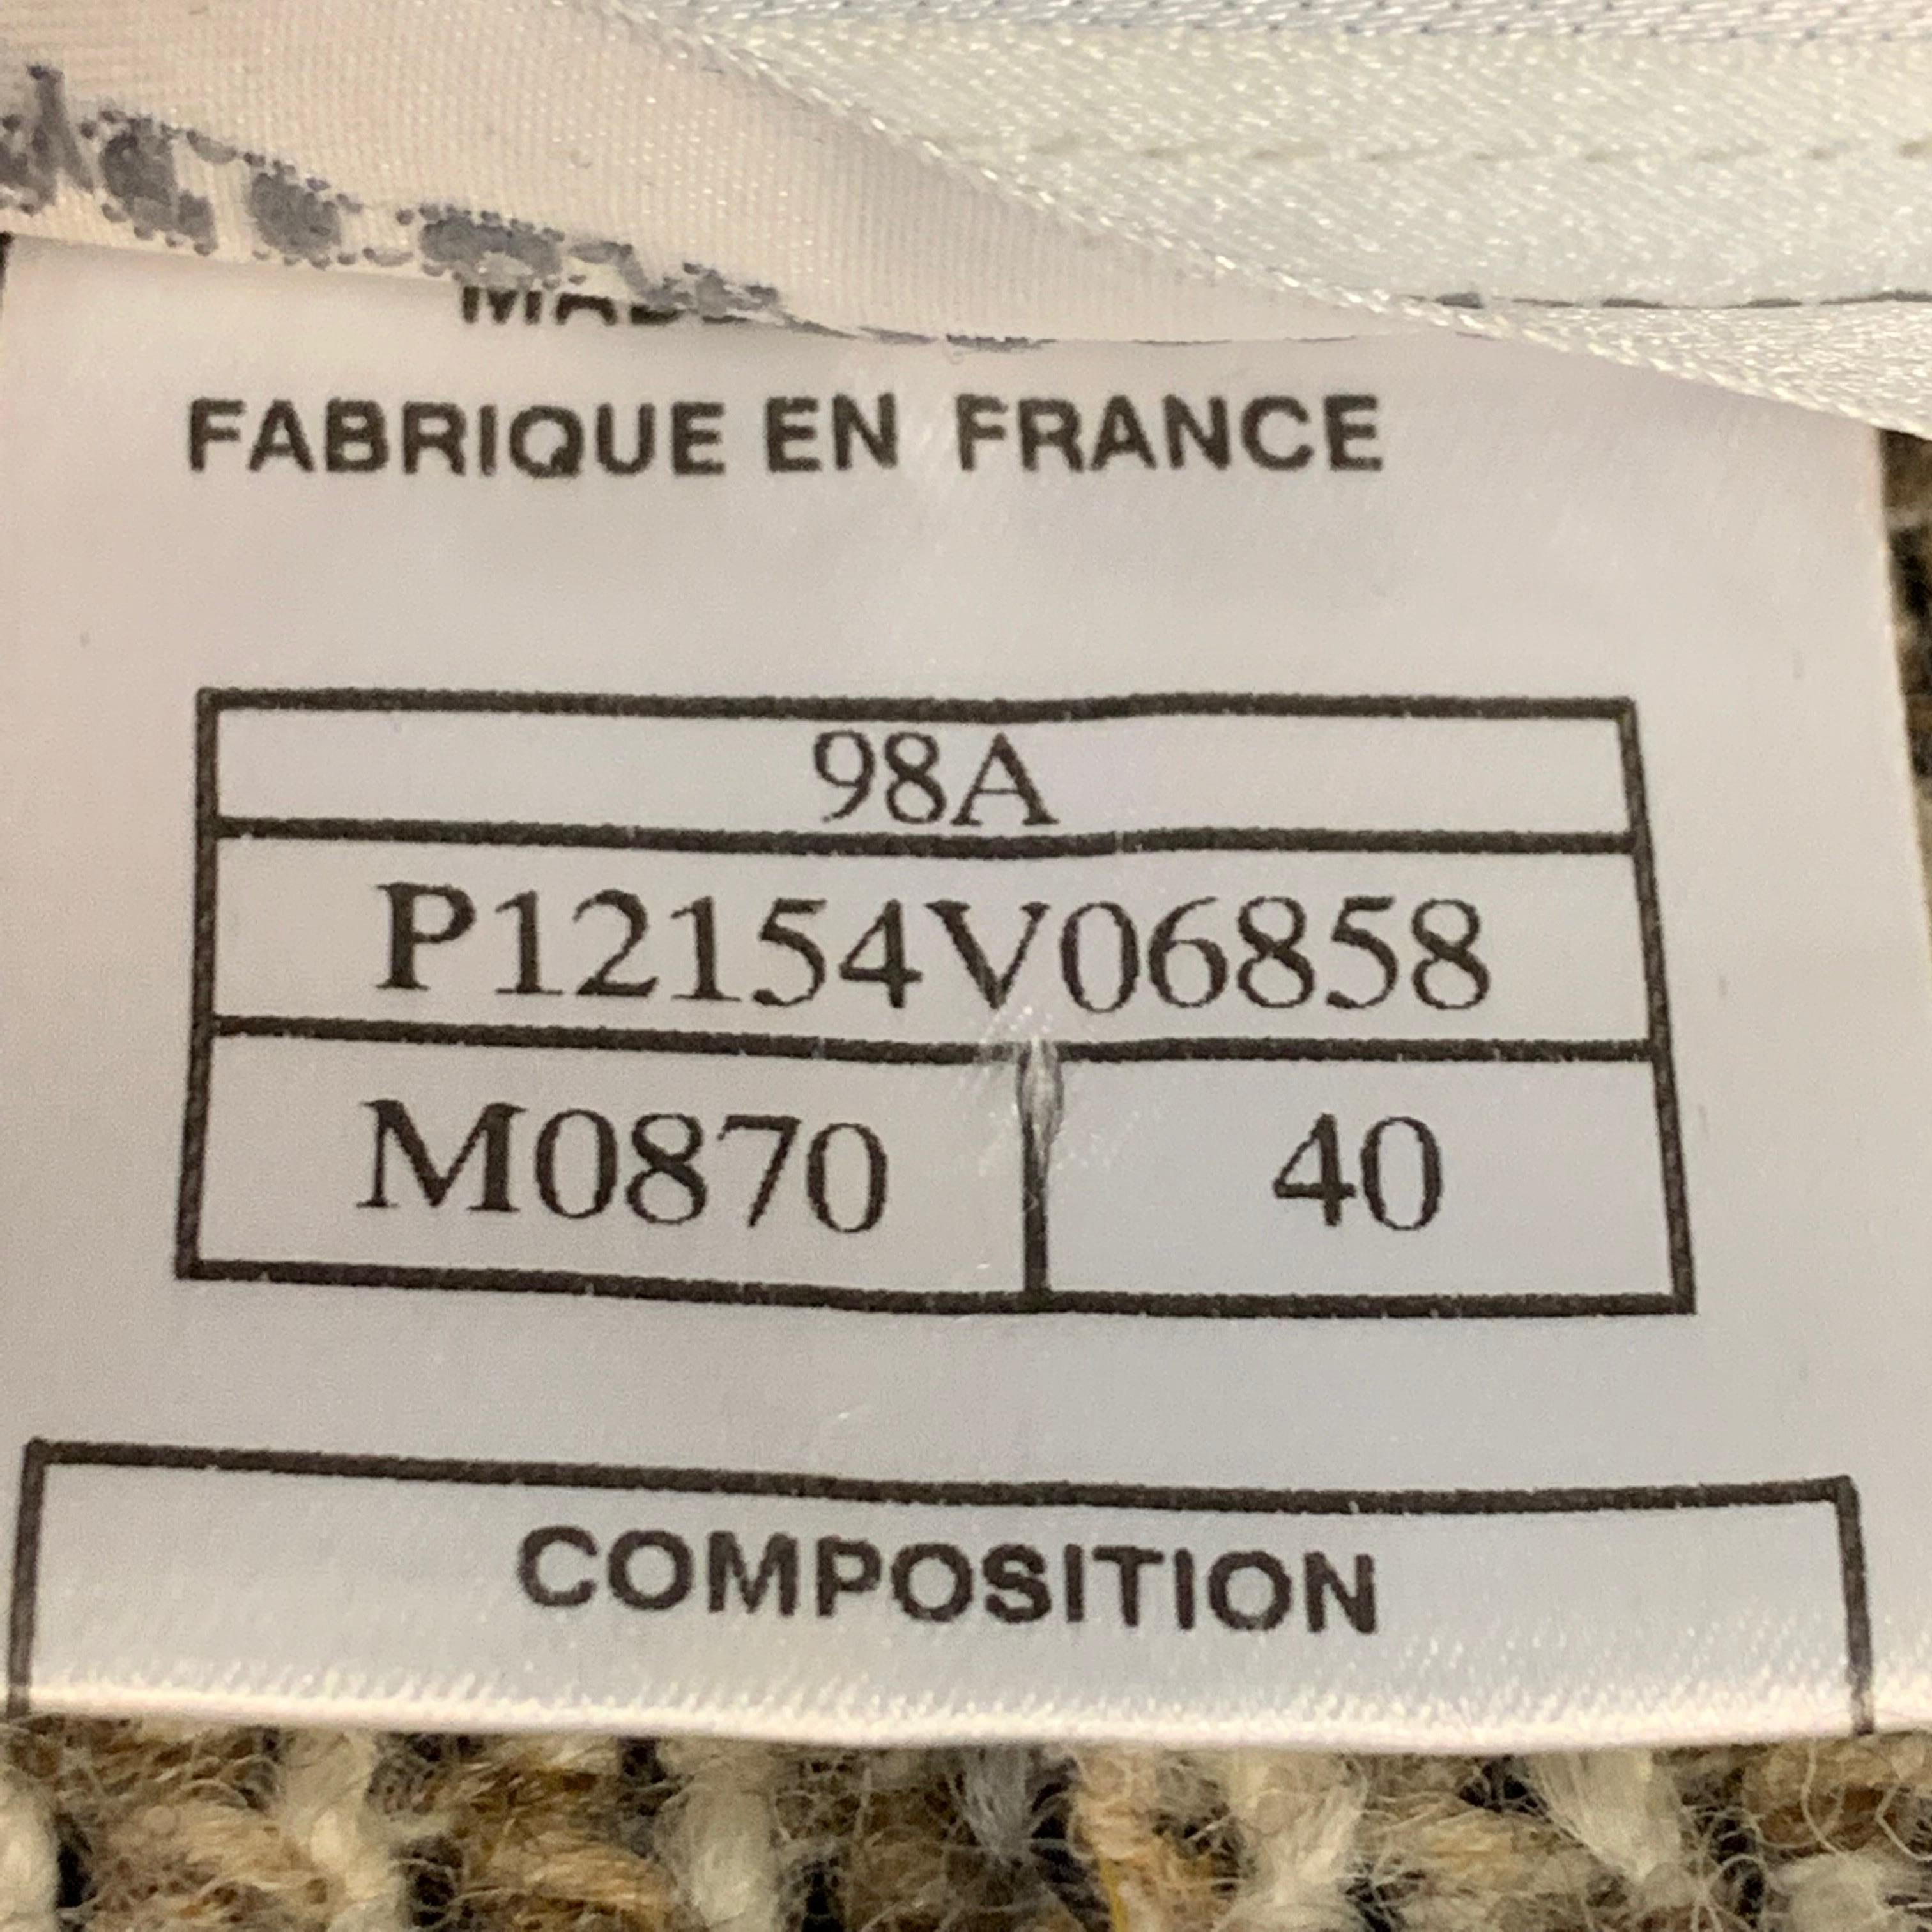 FABRIQUE EN FRANCE
98A
P12154V06858
M0870 40
COMPOSITION